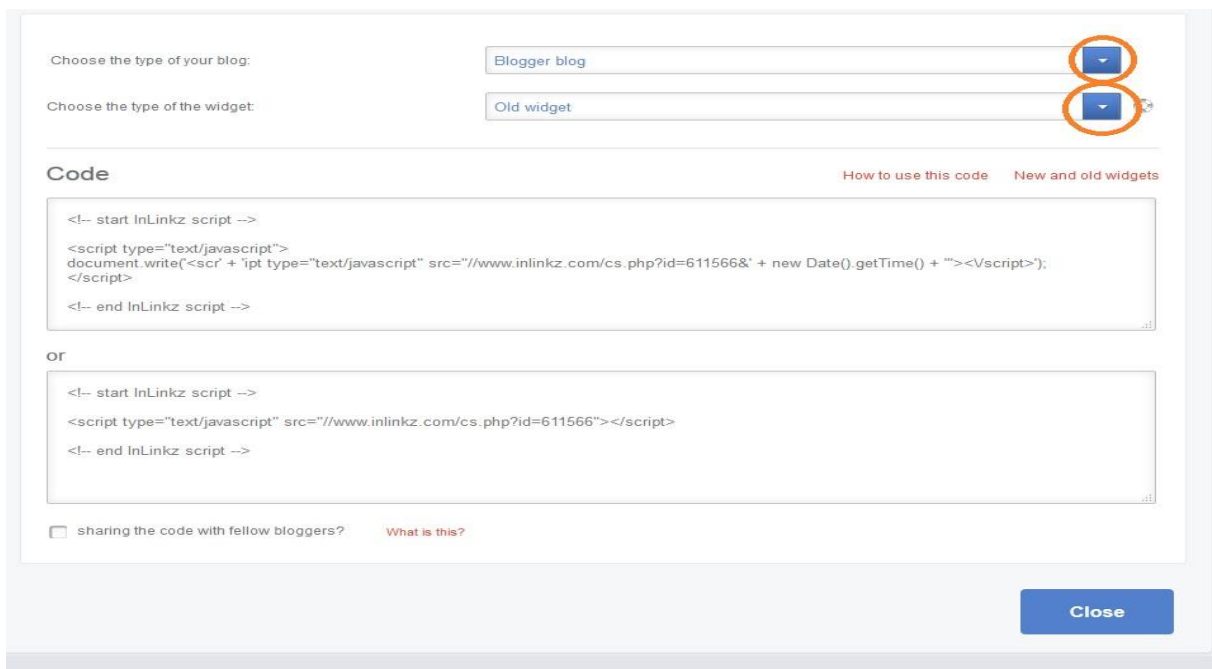 Choose the type of your blog:
Blogger blog
Choose the type of the widget:
Old widget
Code
How to use this code
New and old widgets
<!-- start InLinkz script -->
<script type="text/javascript">
document.write('<scr' + 'ipt type="text/javascript" src="//www.inlinkz.com/cs.php?id=611566&' + new Date().getTime() + '"><\/script>');
</script>
<!-- end InLinkz script -->
or
<!-- start InLinkz script -->
<script type="text/javascript" src="//www.inlinkz.com/cs.php?id=611566"></script>
<!-- end InLinkz script -->
sharing the code with fellow bloggers?
What is this?
Close